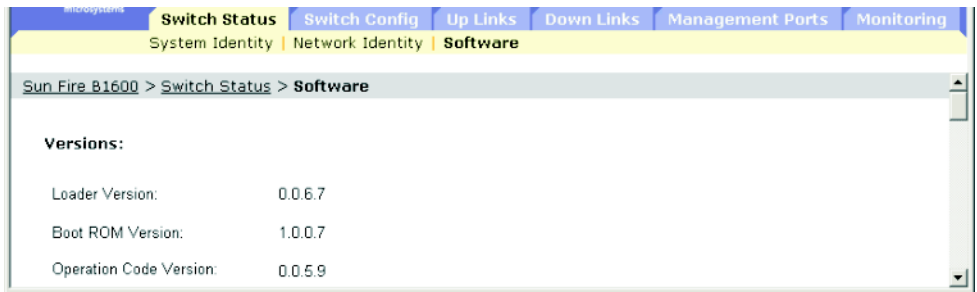 microsystems
Switch Status Switch Config Up Links Down Links Management Ports Monitoring
System Identity | Network Identity | Software
Sun Fire B1600 > Switch Status > Software
Versions:
Loader Version: 0.0.6.7
Boot ROM Version: 1.0.0.7
Operation Code Version: 0.0.5.9